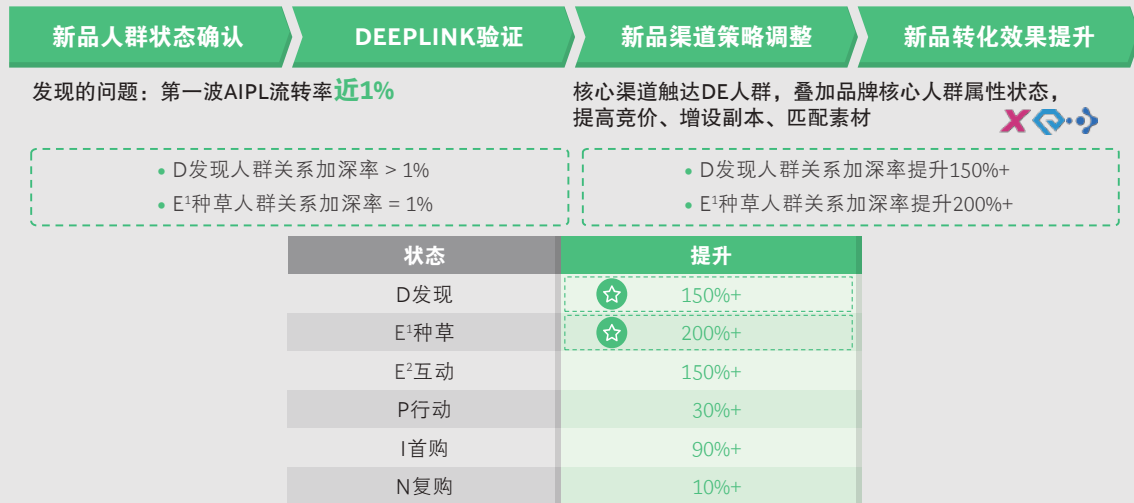 新品人群状态确认
DEEPLINK验证
新品渠道策略调整
新品转化效果提升
发现的问题：第一波AIPL流转率近1%
核心渠道触达DE人群，叠加品牌核心人群属性状态，
提高竞价、增设副本、匹配素材
• D发现人群关系加深率 > 1%
• E¹种草人群关系加深率 = 1%
• D发现人群关系加深率提升150%+
• E¹种草人群关系加深率提升200%+
状态 提升
D发现 150%+
E¹种草 200%+
E²互动 150%+
P行动 30%+
I首购 90%+
N复购 10%+